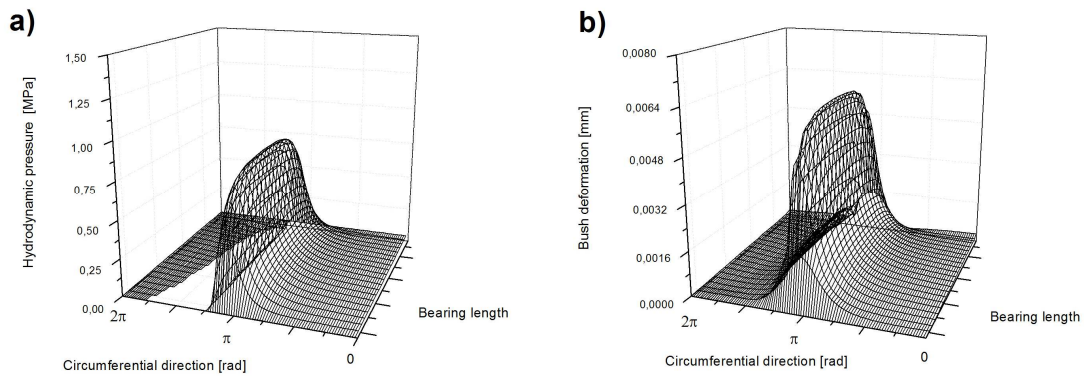 a)
Hydrodynamic pressure [MPa]
1,50
1,25
1,00
0,75
0,50
0,25
0,00
2π
π
0
Circumferential direction [rad]
Bearing length
b)
Bush deformation [mm]
0,0080
0,0064
0,0048
0,0032
0,0016
0,0000
2π
π
0
Circumferential direction [rad]
Bearing length